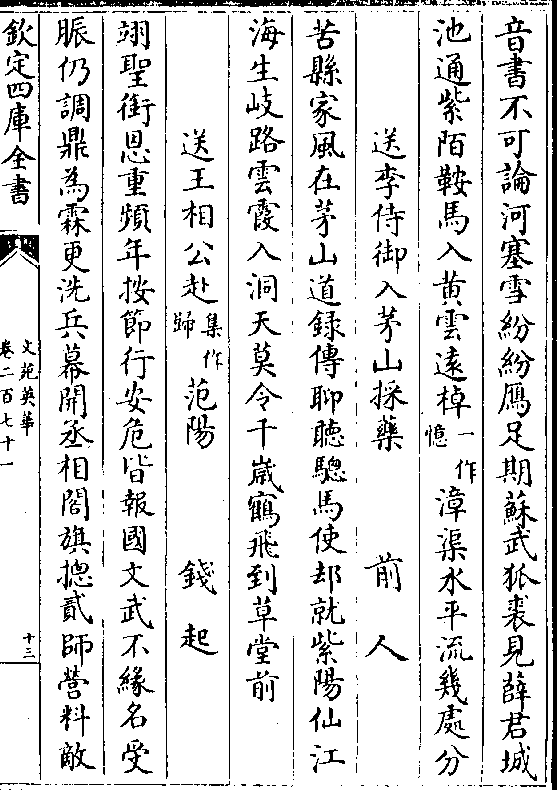 音書不可論河塞雪紛紛鴈足期蘇武狐裘見薛君城
池通紫陌鞍馬入黄雲遠棹一作憶漳渠水平流幾處分
送李侍御入茅山採藥 前人
苦縣家風在茅山道録傳聊聽驄馬使却就紫陽仙江
海生岐路雲霞入洞天莫令千歳鶴飛到草堂前
送王相公赴集作歸范陽 錢起
翊聖銜恩重頻年按節行安危皆報國文武不緣名受
脤仍調鼎為霖更洗兵幕開丞相閤旗摠貳師營料敵
欽定四庫全書
文苑英華
卷二百七十一
十三